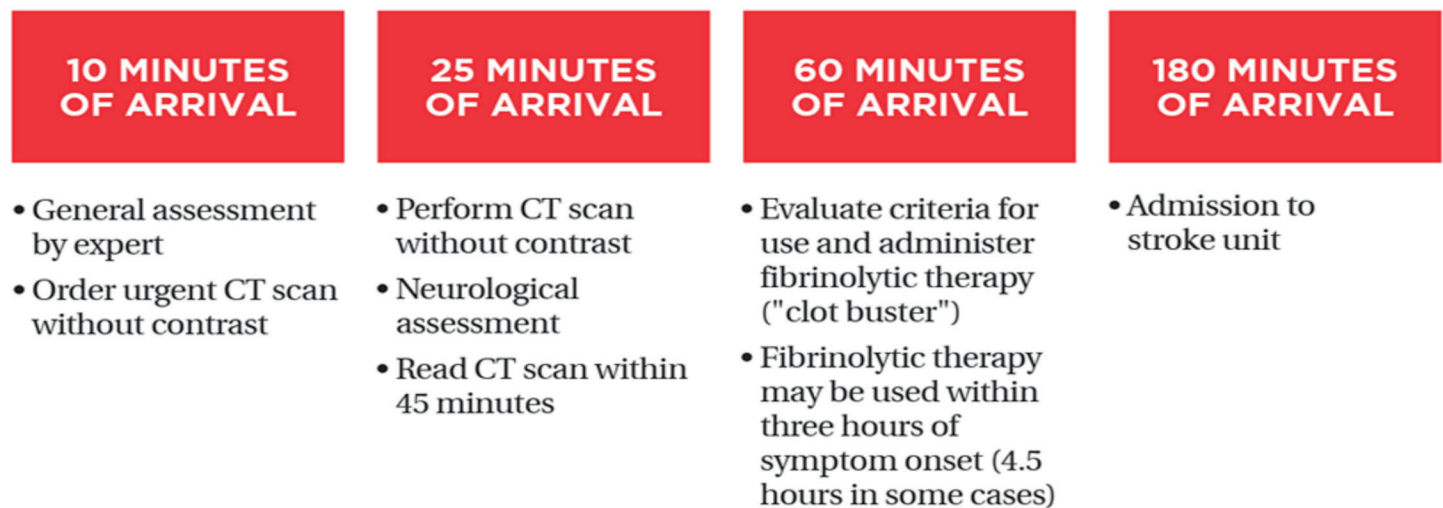 10 MINUTES
OF ARRIVAL
• General assessment
by expert
• Order urgent CT scan
without contrast
25 MINUTES
OF ARRIVAL
• Perform CT scan
without contrast
• Neurological
assessment
• Read CT scan within
45 minutes
60 MINUTES
OF ARRIVAL
• Evaluate criteria for
use and administer
fibrinolytic therapy
("clot buster")
• Fibrinolytic therapy
may be used within
three hours of
symptom onset (4.5
hours in some cases)
180 MINUTES
OF ARRIVAL
• Admission to
stroke unit